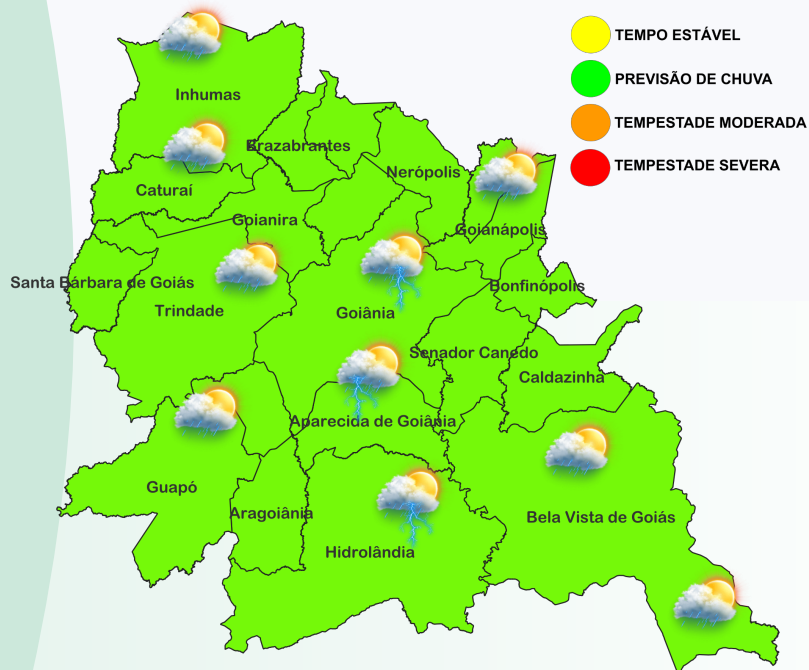 TEMPO ESTÁVEL
PREVISÃO DE CHUVA
TEMPESTADE MODERADA
TEMPESTADE SEVERA
Inhumas
Brazabrantes
Nerópolis
Caturaí
Goianira
Goianápolis
Santa Bárbara de Goiás
Bonfinópolis
Trindade
Goiânia
Senador Canedo
Caldazinha
Aparecida de Goiânia
Guapó
Aragoiânia
Bela Vista de Goiás
Hidrolândia